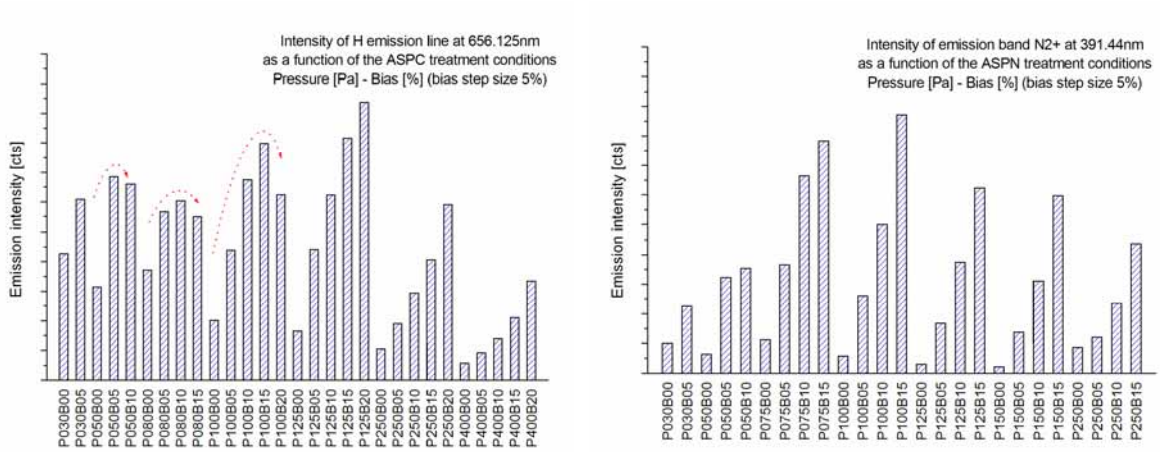 Intensity of H emission line at 656.125nm
as a function of the ASPC treatment conditions
Pressure [Pa] - Bias [%] (bias step size 5%)
Emission intensity [cts]
P030B00
P030B05
P050B00
P050B05
P050B10
P080B00
P080B05
P080B10
P080B15
P100B00
P100B05
P100B10
P100B15
P100B20
P125B00
P125B05
P125B10
P125B15
P125B20
P250B00
P250B05
P250B10
P250B15
P250B20
P400B00
P400B05
P400B10
P400B15
P400B20
Intensity of emission band N2+ at 391.44nm
as a function of the ASPN treatment conditions
Pressure [Pa] - Bias [%] (bias step size 5%)
Emission intensity [cts]
P030B00
P030B05
P050B00
P050B05
P050B10
P075B00
P075B05
P075B10
P075B15
P100B00
P100B05
P100B10
P100B15
P125B00
P125B05
P125B10
P125B15
P150B00
P150B05
P150B10
P150B15
P250B00
P250B05
P250B10
P250B15